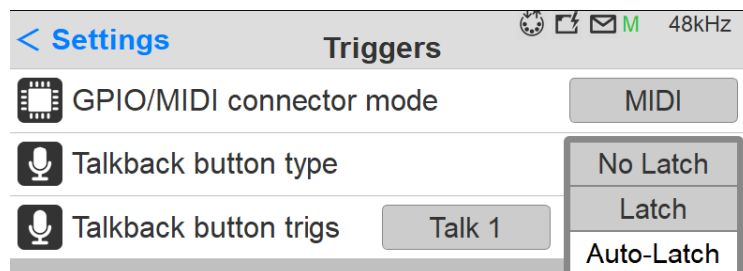 < Settings
Triggers
M 48kHz
GPIO/MIDI connector mode MIDI
Talkback button type No Latch
Latch
Talkback button trigs Talk 1
Auto-Latch